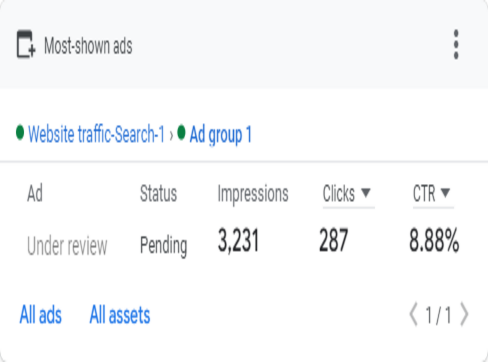 Most-shown ads
Website traffic-Search-1 › Ad group 1
Ad Status Impressions Clicks ▼ CTR ▼
Under review Pending 3,231 287 8.88%
All ads All assets 1 / 1